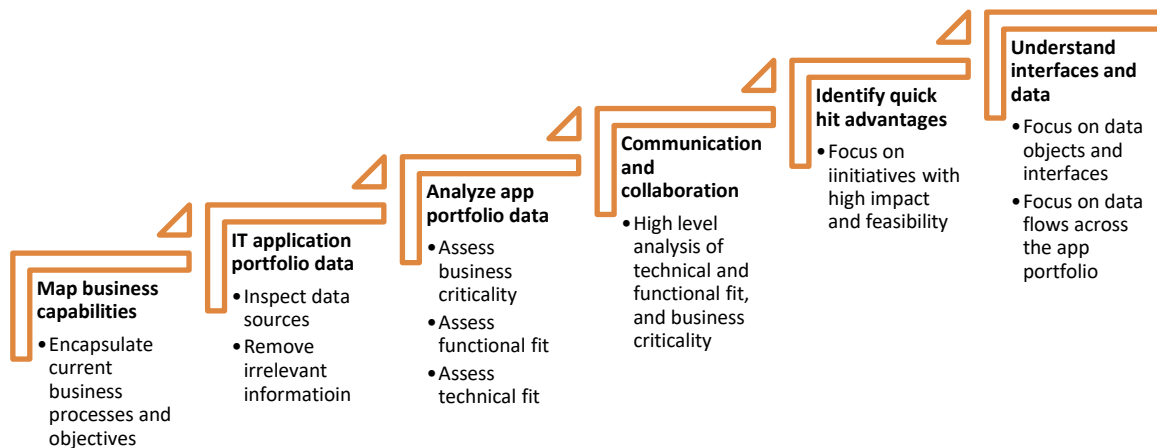 Map business
capabilities
•Encapsulate
current
business
processes and
objectives
IT application
portfolio data
•Inspect data
sources
•Remove
irrelevant
informatioin
Analyze app
portfolio data
•Assess
business
criticality
•Assess
functional fit
•Assess
technical fit
Communication
and
collaboration
•High level
analysis of
technical and
functional fit,
and business
criticality
Identify quick
hit advantages
•Focus on
iinitiatives with
high impact
and feasibility
Understand
interfaces and
data
•Focus on data
objects and
interfaces
•Focus on data
flows across
the app
portfolio